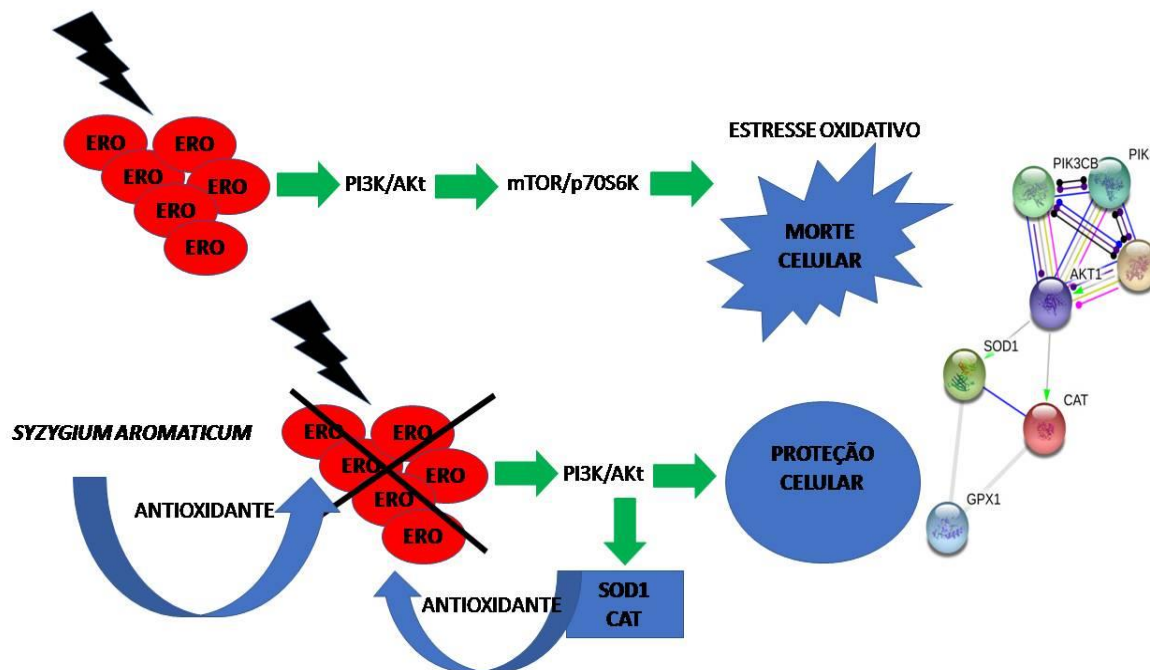 ERO
ERO
ERO
ERO
ERO
ERO
PI3K/AKt
mTOR/p70S6K
ESTRESSE OXIDATIVO
MORTE
CELULAR
SYZYGIUM AROMATICUM
ANTIOXIDANTE
ERO
ERO
ERO
ERO
ERO
ERO
PI3K/AKt
PROTEÇÃO
CELULAR
ANTIOXIDANTE
SOD1
CAT
PIK3CB
PIK
AKT1
SOD1
CAT
GPX1